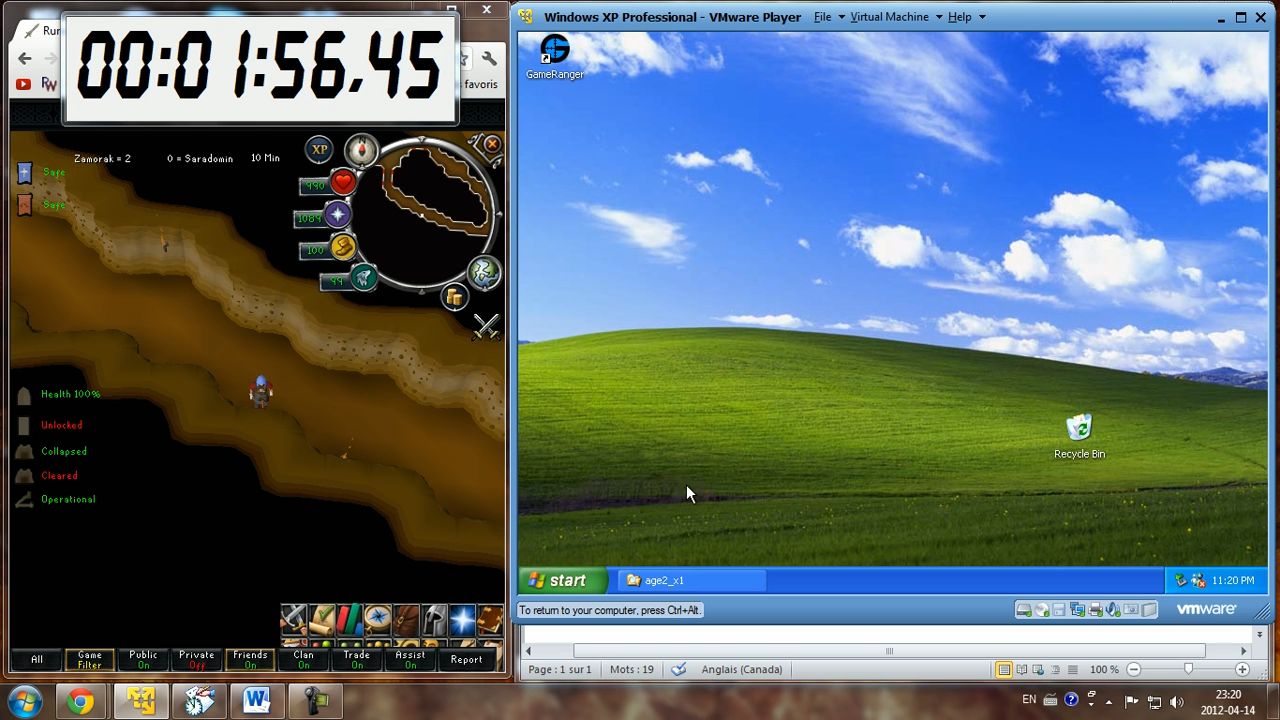 Run
00:01:56,45
favoris
Zamorak = 2 0 = Saradomin 10 Min
XP
Safe
Safe
990
1089
100
99
Health 100%
Unlocked
Collapsed
Cleared
Operational
All
Game
Filter
Public
On
Private
Off
Friends
On
Clan
On
Trade
On
Assist
On
Report
Windows XP Professional - VMware Player File Virtual Machine Help
GameRanger
Recycle Bin
start
age2_x1
11:20 PM
To return to your computer, press Ctrl+Alt.
vmware
Page : 1 sur 1 Mots : 19 Anglais (Canada) 100 %
EN
23:20
2012-04-14